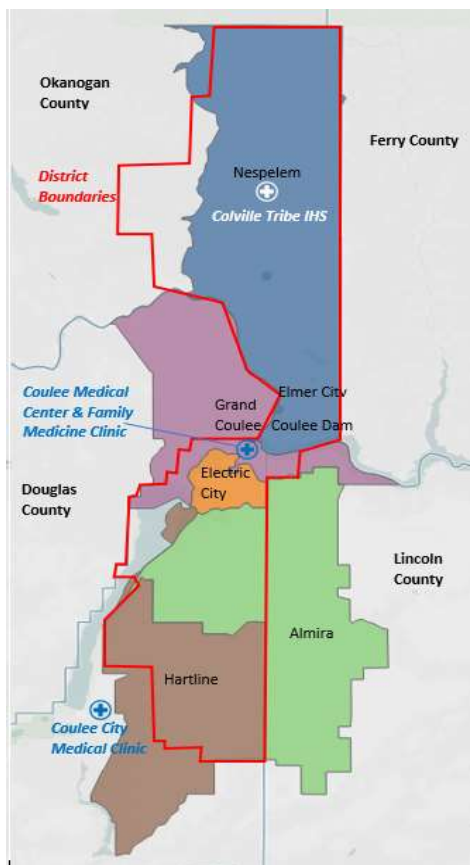 Okanogan
County
Ferry County
District
Boundaries
Nespelem
Colville Tribe IHS
Coulee Medical
Center & Family
Medicine Clinic
Grand
Coulee
Elmer City
Coulee Dam
Electric
City
Douglas
County
Lincoln
County
Almira
Hartline
Coulee City
Medical Clinic